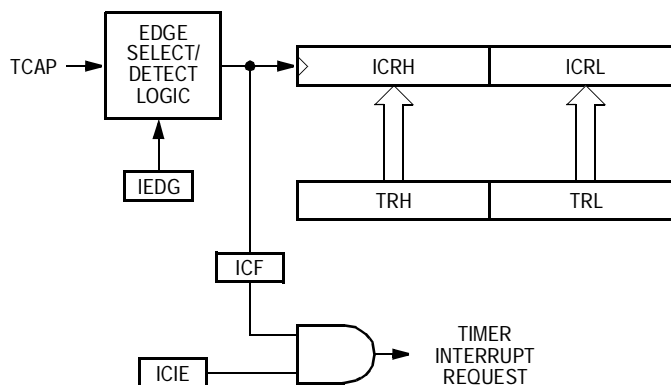 EDGE
SELECT/
DETECT
LOGIC
TCAP
ICRH
ICRL
IEDG
TRH
TRL
ICF
ICIE
TIMER
INTERRUPT
REQUEST